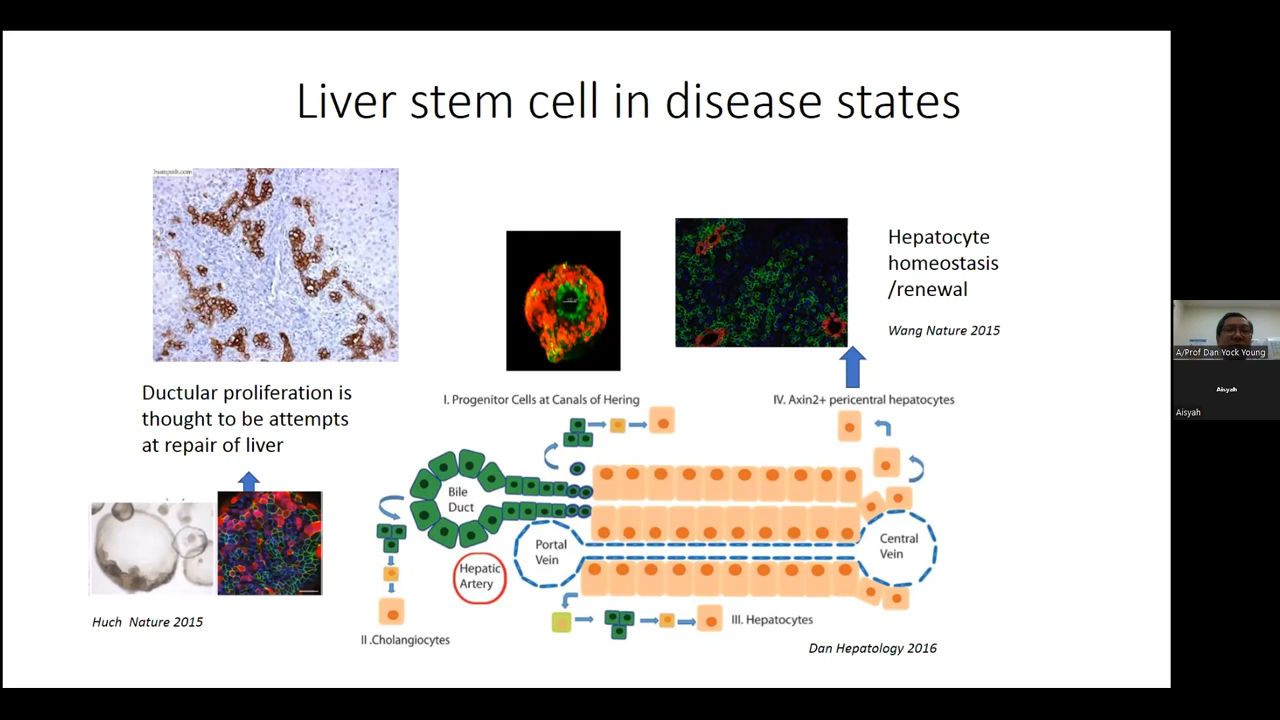 Liver stem cell in disease states
humpath.com
Ductular proliferation is
thought to be attempts
at repair of liver
Huch Nature 2015
Hepatocyte
homeostasis
/renewal
Wang Nature 2015
I. Progenitor Cells at Canals of Hering
IV. Axin2+ pericentral hepatocytes
Bile
Duct
Portal
Vein
Hepatic
Artery
Central
Vein
II .Cholangiocytes
III. Hepatocytes
Dan Hepatology 2016
A/Prof Dan Yock Young
Aisyah
Aisyah